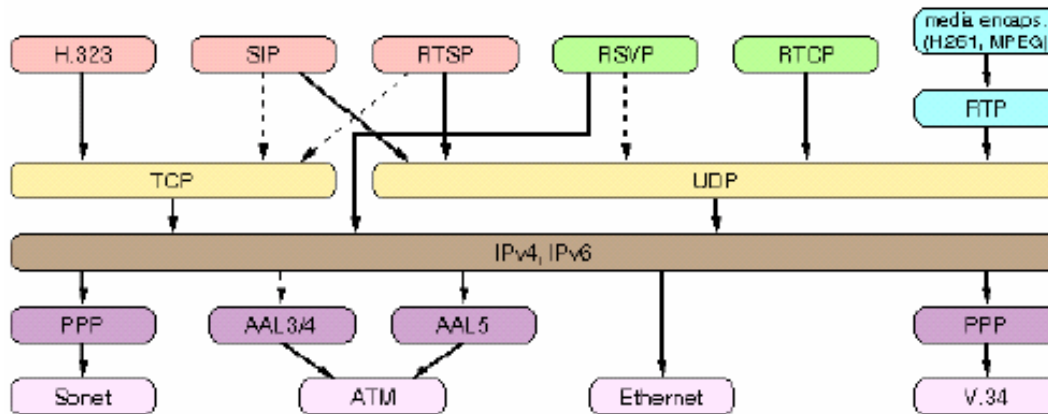 media encaps.
(H.261, MPEG)
H.323
SIP
RTSP
RSVP
RTCP
RTP
TCP
UDP
IPv4, IPv6
PPP
AAL3/4
AAL5
PPP
Sonet
ATM
Ethernet
V.34